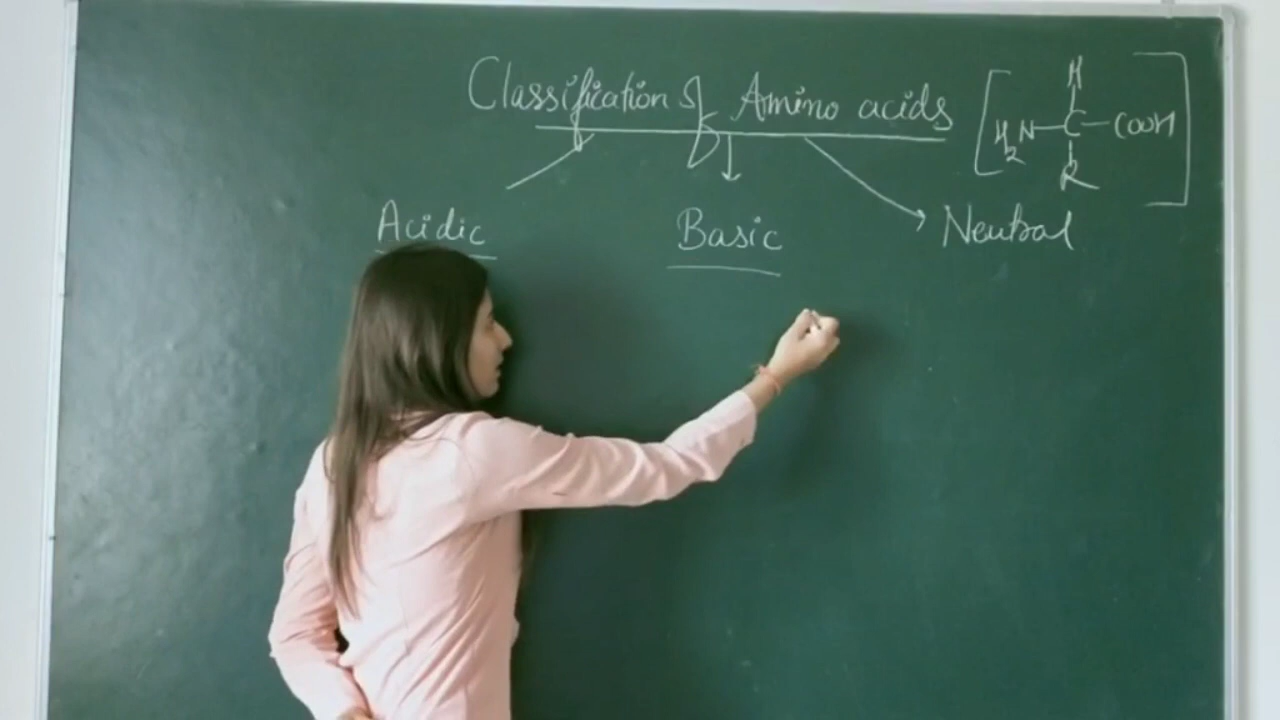 Classification of Amino acids
H
H2N-C-COOH
R
Acidic Basic Neutral